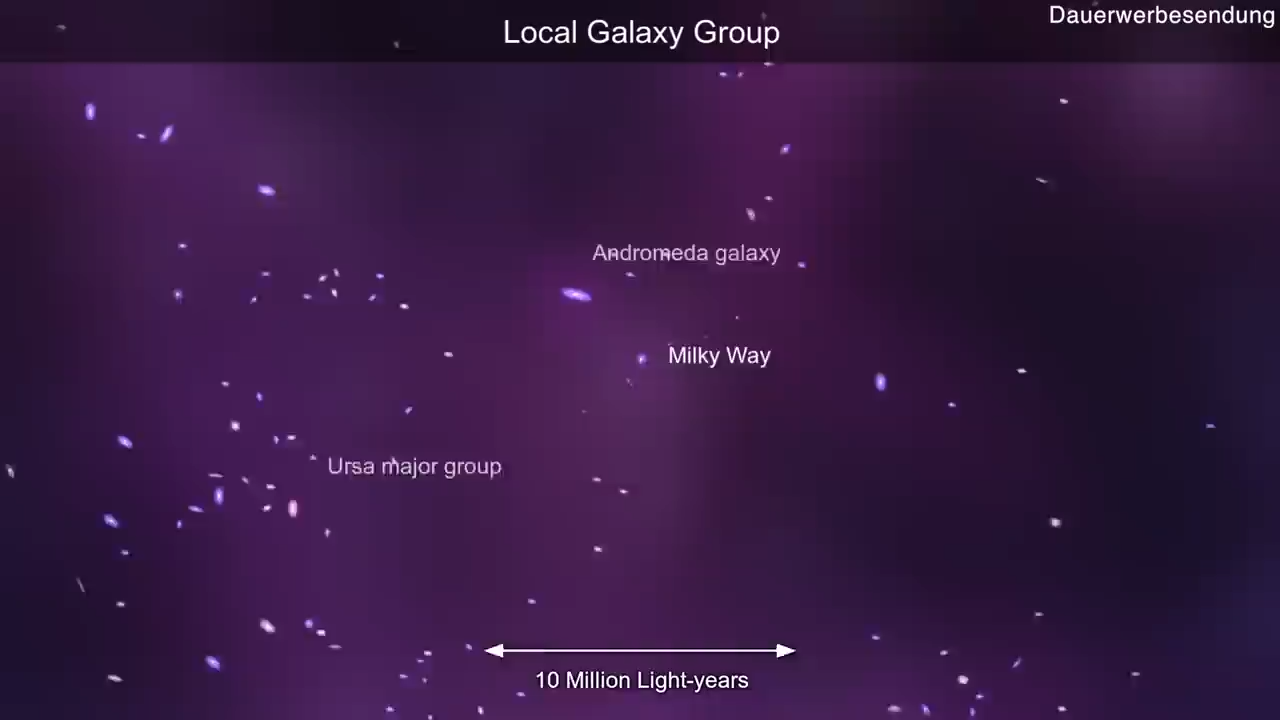 Local Galaxy Group
Dauerwerbesendung
Andromeda galaxy
Milky Way
Ursa major group
10 Million Light-years